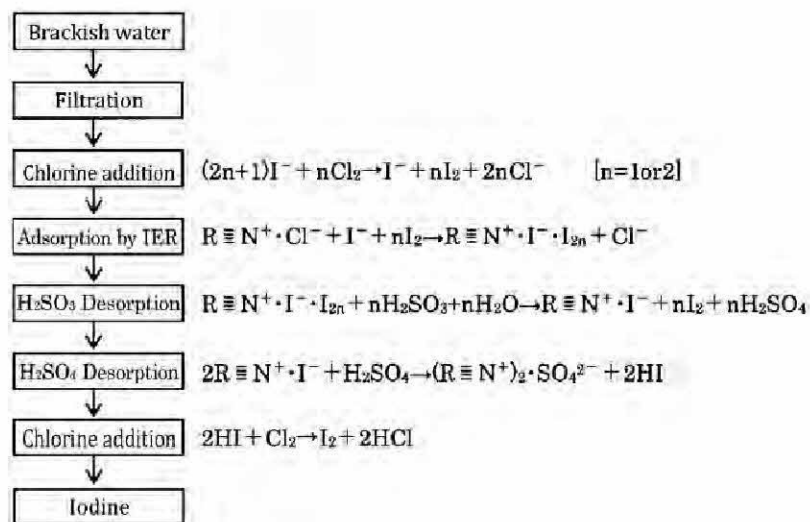 Brackish water
Filtration
Chlorine addition (2n+1)I⁻ + nCl₂→I⁻ + nI₂ + 2nCl⁻ [n=1or2]
Adsorption by IER R≡N⁺·Cl⁻ + I⁻ + nI₂→R≡N⁺·I⁻·I₂ₙ + Cl⁻
H₂SO₃ Desorption R≡N⁺·I⁻·I₂ₙ + nH₂SO₃+nH₂O→R≡N⁺·I⁻ + nI₂ + nH₂SO₄
H₂SO₄ Desorption 2R≡N⁺·I⁻ + H₂SO₄→(R≡N⁺)₂·SO₄²⁻ + 2HI
Chlorine addition 2HI + Cl₂→I₂ + 2HCl
Iodine